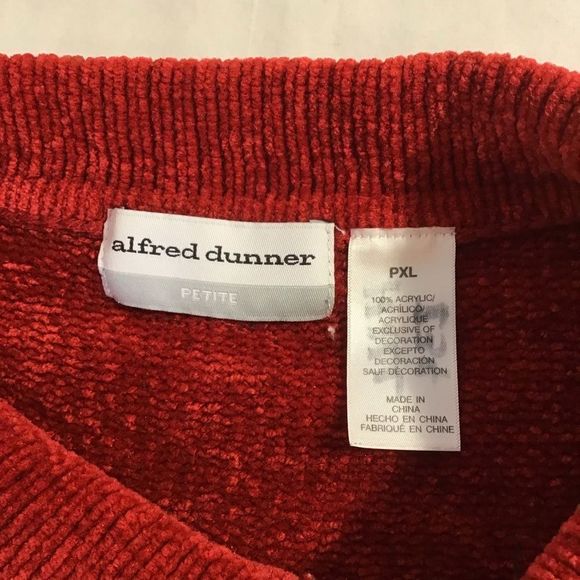 alfred dunner
PETITE
PXL
100% ACRYLIC/
ACRÍLICO/
ACRYLIQUE
EXCLUSIVE OF
DECORATION
EXCEPTO
DECORACIÓN
SAUF DÉCORATION
MADE IN
CHINA
HECHO EN CHINA
FABRIQUÉ EN CHINE